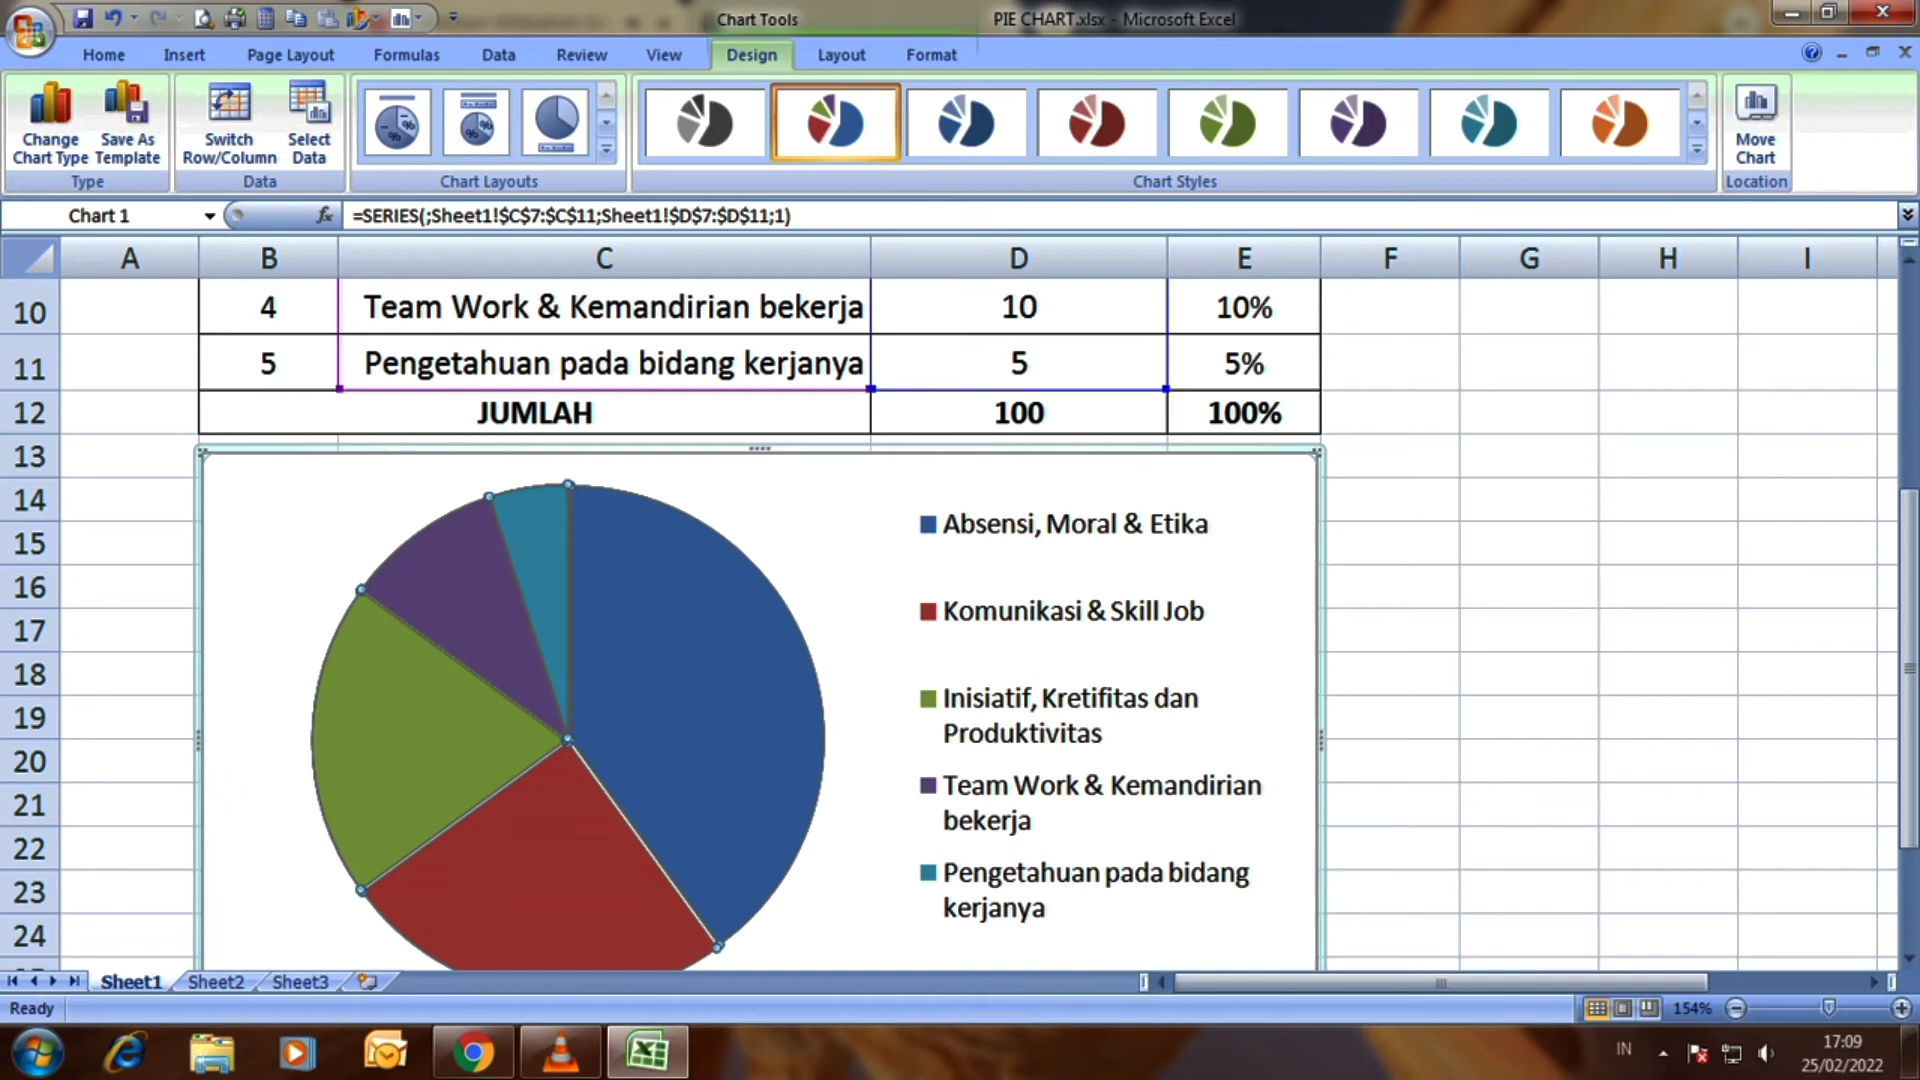 Chart Tools
PIE CHART.xlsx - Microsoft Excel
Home Insert Page Layout Formulas Data Review View Design Layout Format
Change Chart Type
Save As Template
Switch Row/Column
Select Data
Move Chart
Type Data Chart Layouts Chart Styles Location
Chart 1 fx =SERIES(;Sheet1!$C$7:$C$11;Sheet1!$D$7:$D$11;1)
A B C D E F G H I
10 4 Team Work & Kemandirian bekerja 10 10%
11 5 Pengetahuan pada bidang kerjanya 5 5%
12 JUMLAH 100 100%
13
14
15
16
17
18
19
20
21
22
23
24
Absensi, Moral & Etika
Komunikasi & Skill Job
Inisiatif, Kretifitas dan
Produktivitas
Team Work & Kemandirian
bekerja
Pengetahuan pada bidang
kerjanya
Sheet1 Sheet2 Sheet3
Ready 154%
IN 17:09
25/02/2022